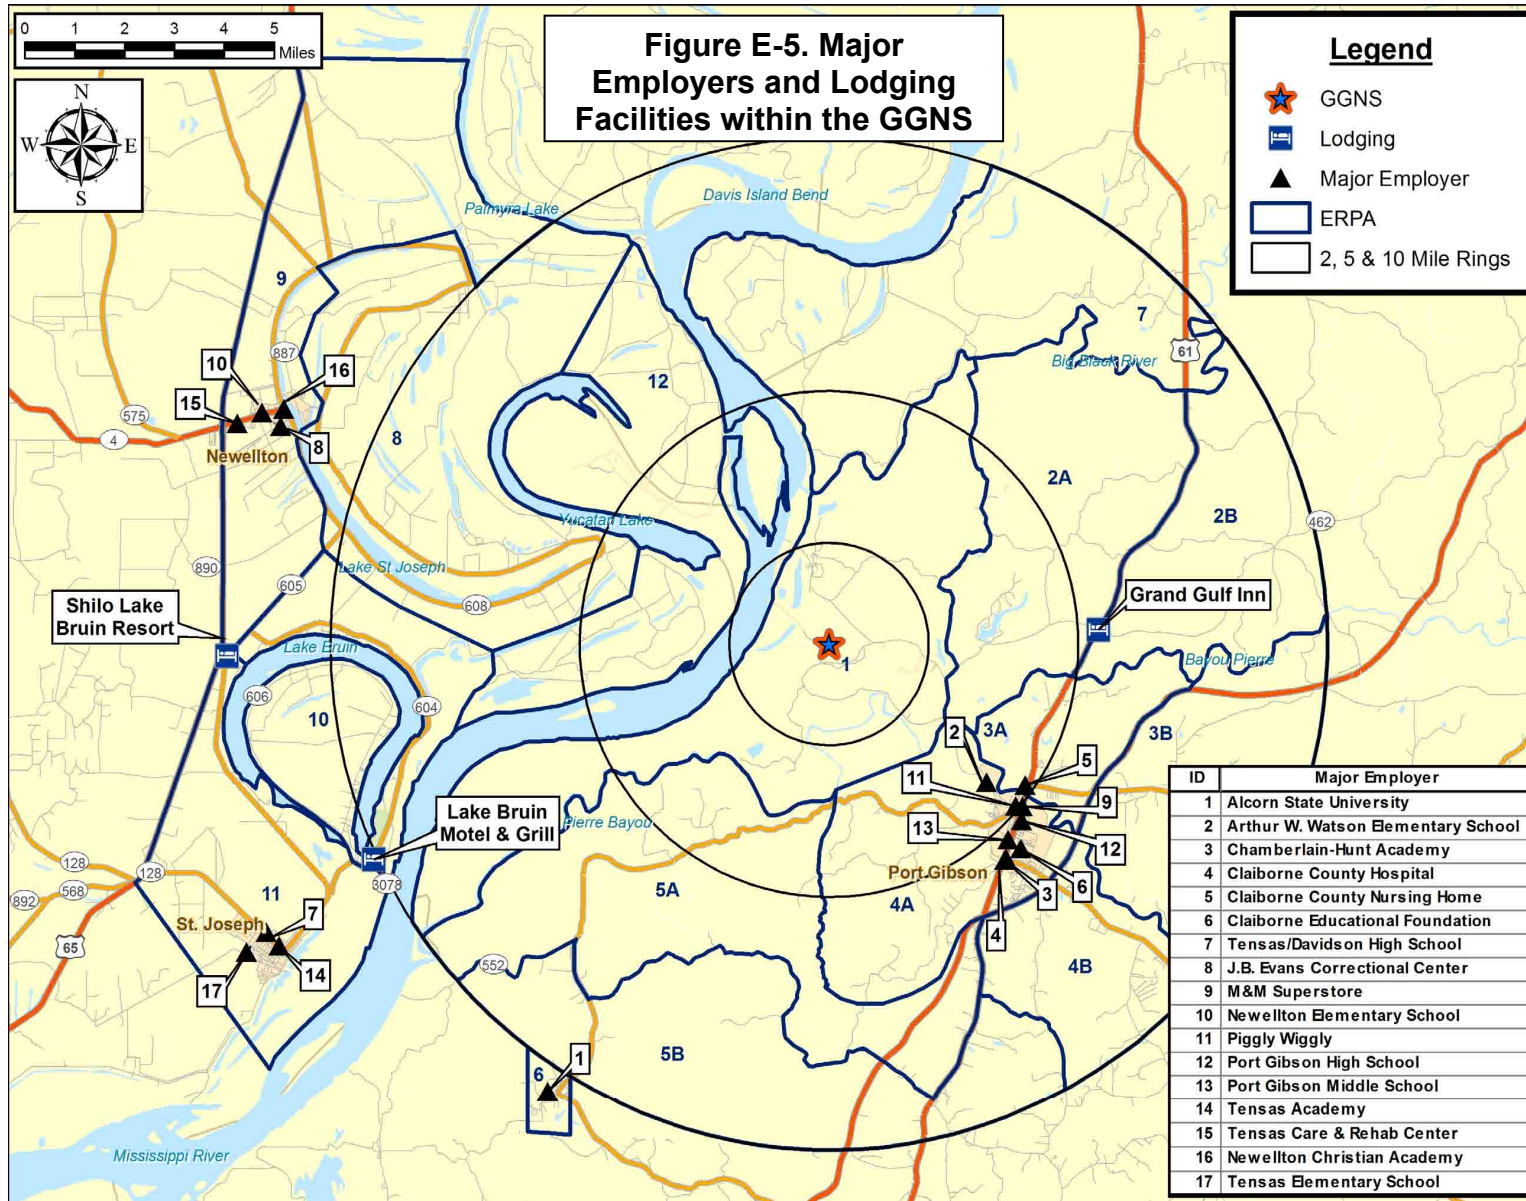 0 1 2 3 4 5
Miles
N
W E
S
Figure E-5. Major
Employers and Lodging
Facilities within the GGNS
Legend
GGNS
Lodging
Major Employer
ERPA
2, 5 & 10 Mile Rings
Davis Island Bend
Palmyra Lake
9
7
887
Big Black River
61
10
16
12
15
575
4
8
8
Newellton
2A
2B
462
Yucatan Lake
890
Lake St Joseph
605
608
Shilo Lake
Bruin Resort
Grand Gulf Inn
Lake Bruin
1
Bayou Pierre
606
604
10
2
3A
3B
5
11
9
Lake Bruin
Motel & Grill
Pierre Bayou
13
12
128
128
3078
Port Gibson
568
892
11
5A
4A
3
6
St. Joseph
7
4
65
17
14
552
4B
5B
6
1
Mississippi River
ID Major Employer
1 Alcorn State University
2 Arthur W. Watson Elementary School
3 Chamberlain-Hunt Academy
4 Claiborne County Hospital
5 Claiborne County Nursing Home
6 Claiborne Educational Foundation
7 Tensas/Davidson High School
8 J.B. Evans Correctional Center
9 M&M Superstore
10 Newellton Elementary School
11 Piggly Wiggly
12 Port Gibson High School
13 Port Gibson Middle School
14 Tensas Academy
15 Tensas Care & Rehab Center
16 Newellton Christian Academy
17 Tensas Elementary School